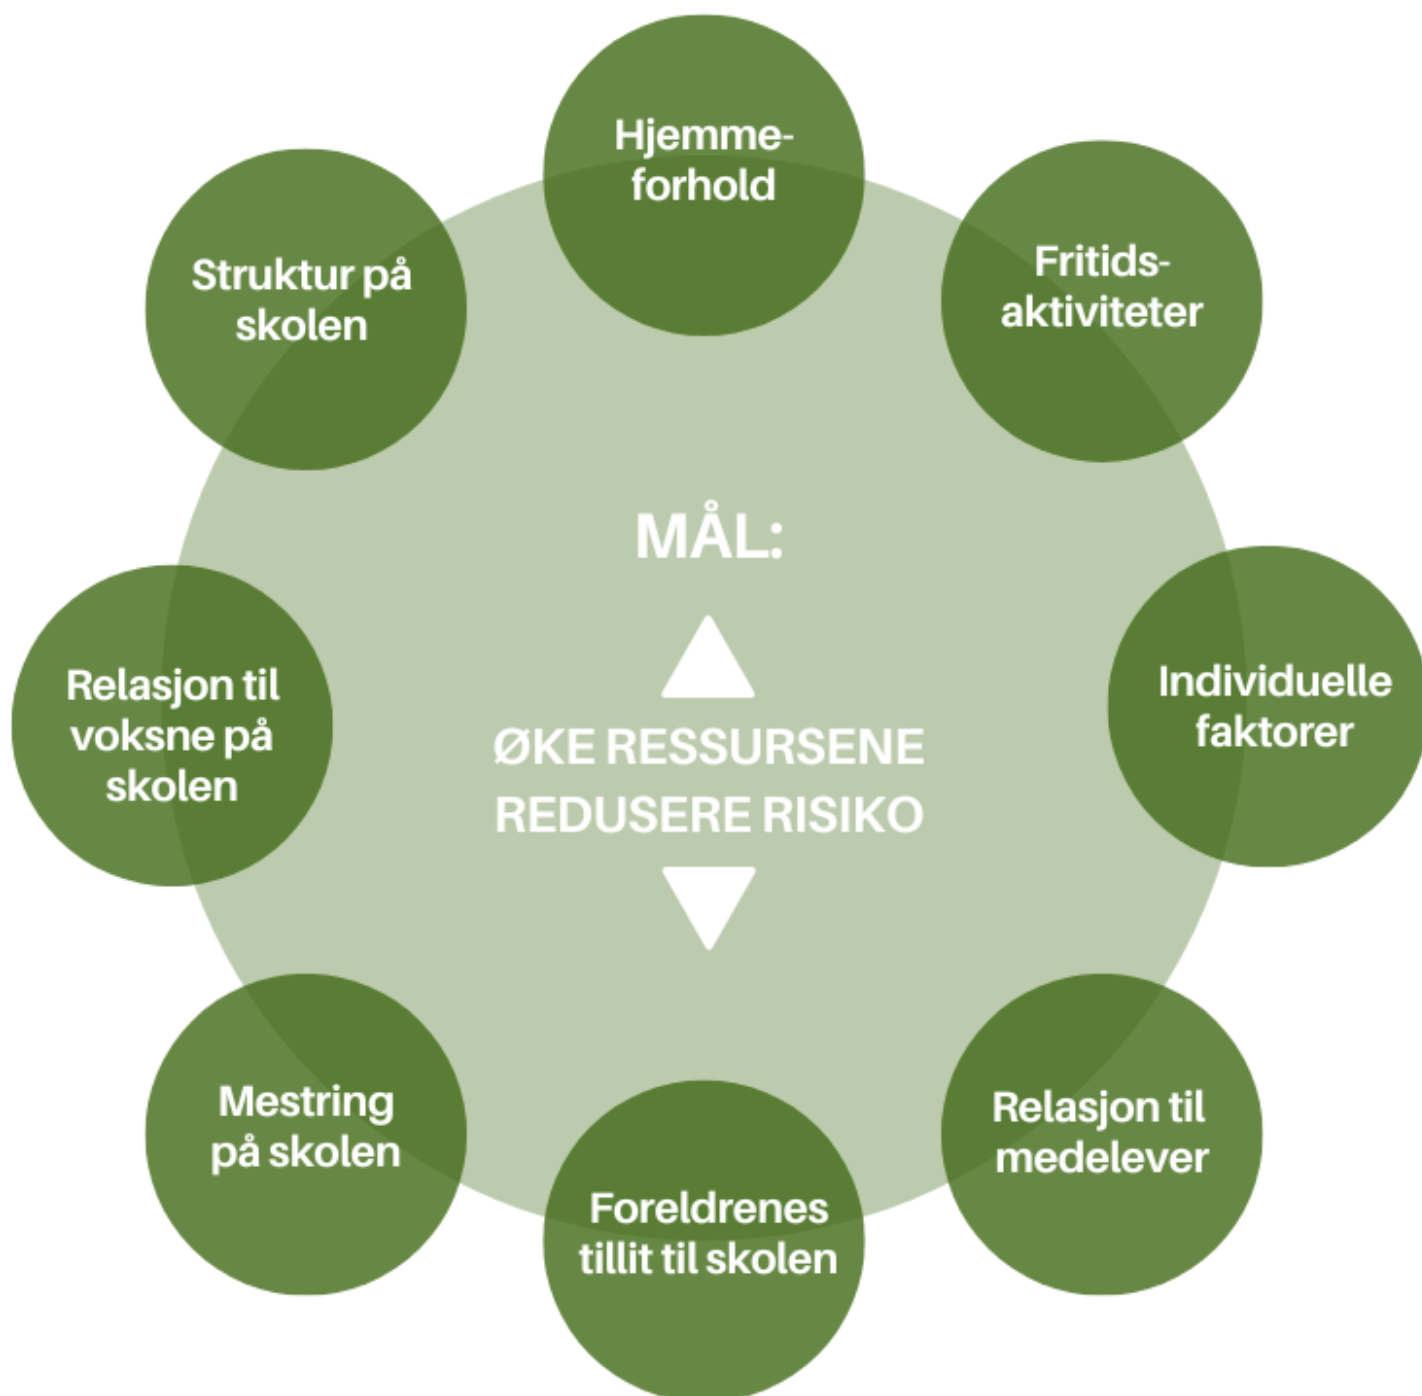 Hjemme-
forhold
Fritids-
aktiviteter
Individuelle
faktorer
Relasjon til
medelever
Foreldrenes
tillit til skolen
Mestring
på skolen
Relasjon til
voksne på
skolen
Struktur på
skolen
MÅL:
ØKE RESSURSENE
REDUSERE RISIKO